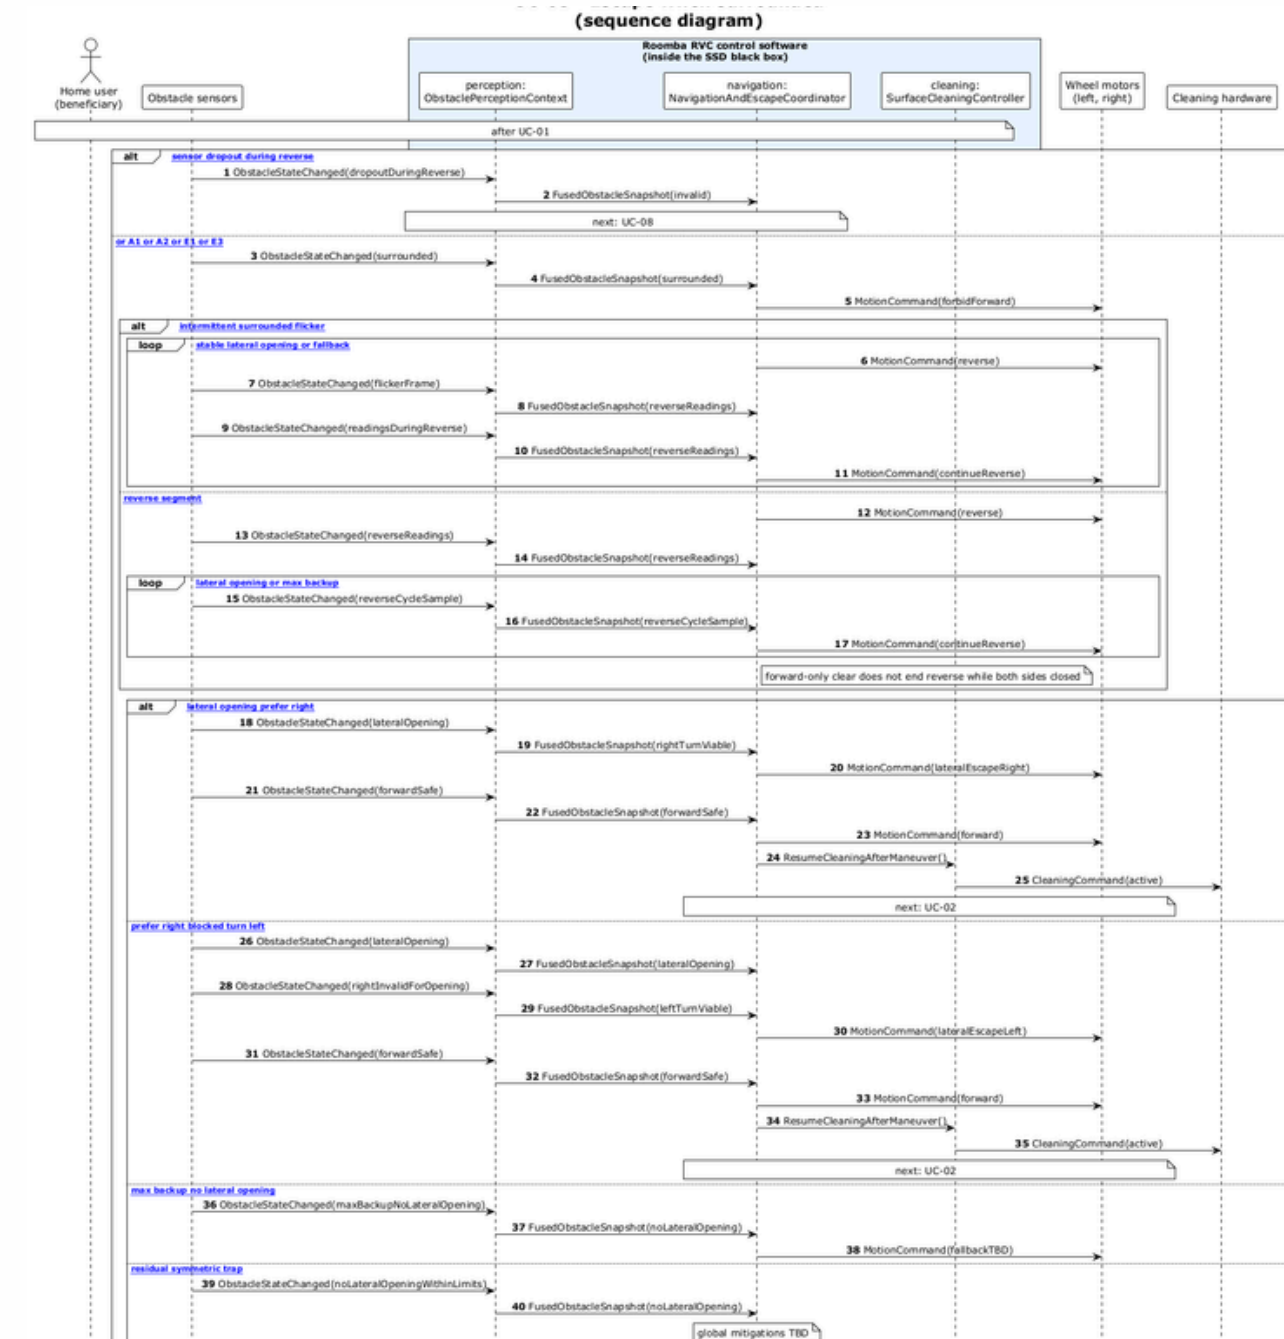 (sequence diagram)
Roomba RVC control software
(inside the SSD black box)
Home user
(beneficiary)
Obstacle sensors
perception:
ObstaclePerceptionContext
navigation:
NavigationAndEscapeCoordinator
cleaning:
SurfaceCleaningController
Wheel motors
(left, right)
Cleaning hardware
after UC-01
alt sensor dropout during reverse
1 ObstacleStateChanged(dropoutDuringReverse)
2 FusedObstacleSnapshot(invalid)
next: UC-08
or A1 or A2 or E1 or E3
3 ObstacleStateChanged(surrounded)
4 FusedObstacleSnapshot(surrounded)
5 MotionCommand(forbidForward)
alt intermittent surrounded flicker
loop stable lateral opening or fallback
6 MotionCommand(reverse)
7 ObstacleStateChanged(flickerFrame)
8 FusedObstacleSnapshot(reverseReadings)
9 ObstacleStateChanged(readingsDuringReverse)
10 FusedObstacleSnapshot(reverseReadings)
11 MotionCommand(continueReverse)
reverse segment
12 MotionCommand(reverse)
13 ObstacleStateChanged(reverseReadings)
14 FusedObstacleSnapshot(reverseReadings)
loop lateral opening or max backup
15 ObstacleStateChanged(reverseCycleSample)
16 FusedObstacleSnapshot(reverseCycleSample)
17 MotionCommand(continueReverse)
forward-only clear does not end reverse while both sides closed
alt lateral opening prefer right
18 ObstacleStateChanged(lateralOpening)
19 FusedObstacleSnapshot(rightTurnViable)
20 MotionCommand(lateralEscapeRight)
21 ObstacleStateChanged(forwardSafe)
22 FusedObstacleSnapshot(forwardSafe)
23 MotionCommand(forward)
24 ResumeCleaningAfterManeuver()
25 CleaningCommand(active)
next: UC-02
prefer right blocked turn left
26 ObstacleStateChanged(lateralOpening)
27 FusedObstacleSnapshot(lateralOpening)
28 ObstacleStateChanged(rightInvalidForOpening)
29 FusedObstacleSnapshot(leftTurnViable)
30 MotionCommand(lateralEscapeLeft)
31 ObstacleStateChanged(forwardSafe)
32 FusedObstacleSnapshot(forwardSafe)
33 MotionCommand(forward)
34 ResumeCleaningAfterManeuver()
35 CleaningCommand(active)
next: UC-02
max backup no lateral opening
36 ObstacleStateChanged(maxBackupNoLateralOpening)
37 FusedObstacleSnapshot(noLateralOpening)
38 MotionCommand(fallbackTBD)
residual symmetric trap
39 ObstacleStateChanged(noLateralOpeningWithinLimits)
40 FusedObstacleSnapshot(noLateralOpening)
global mitigations TBD